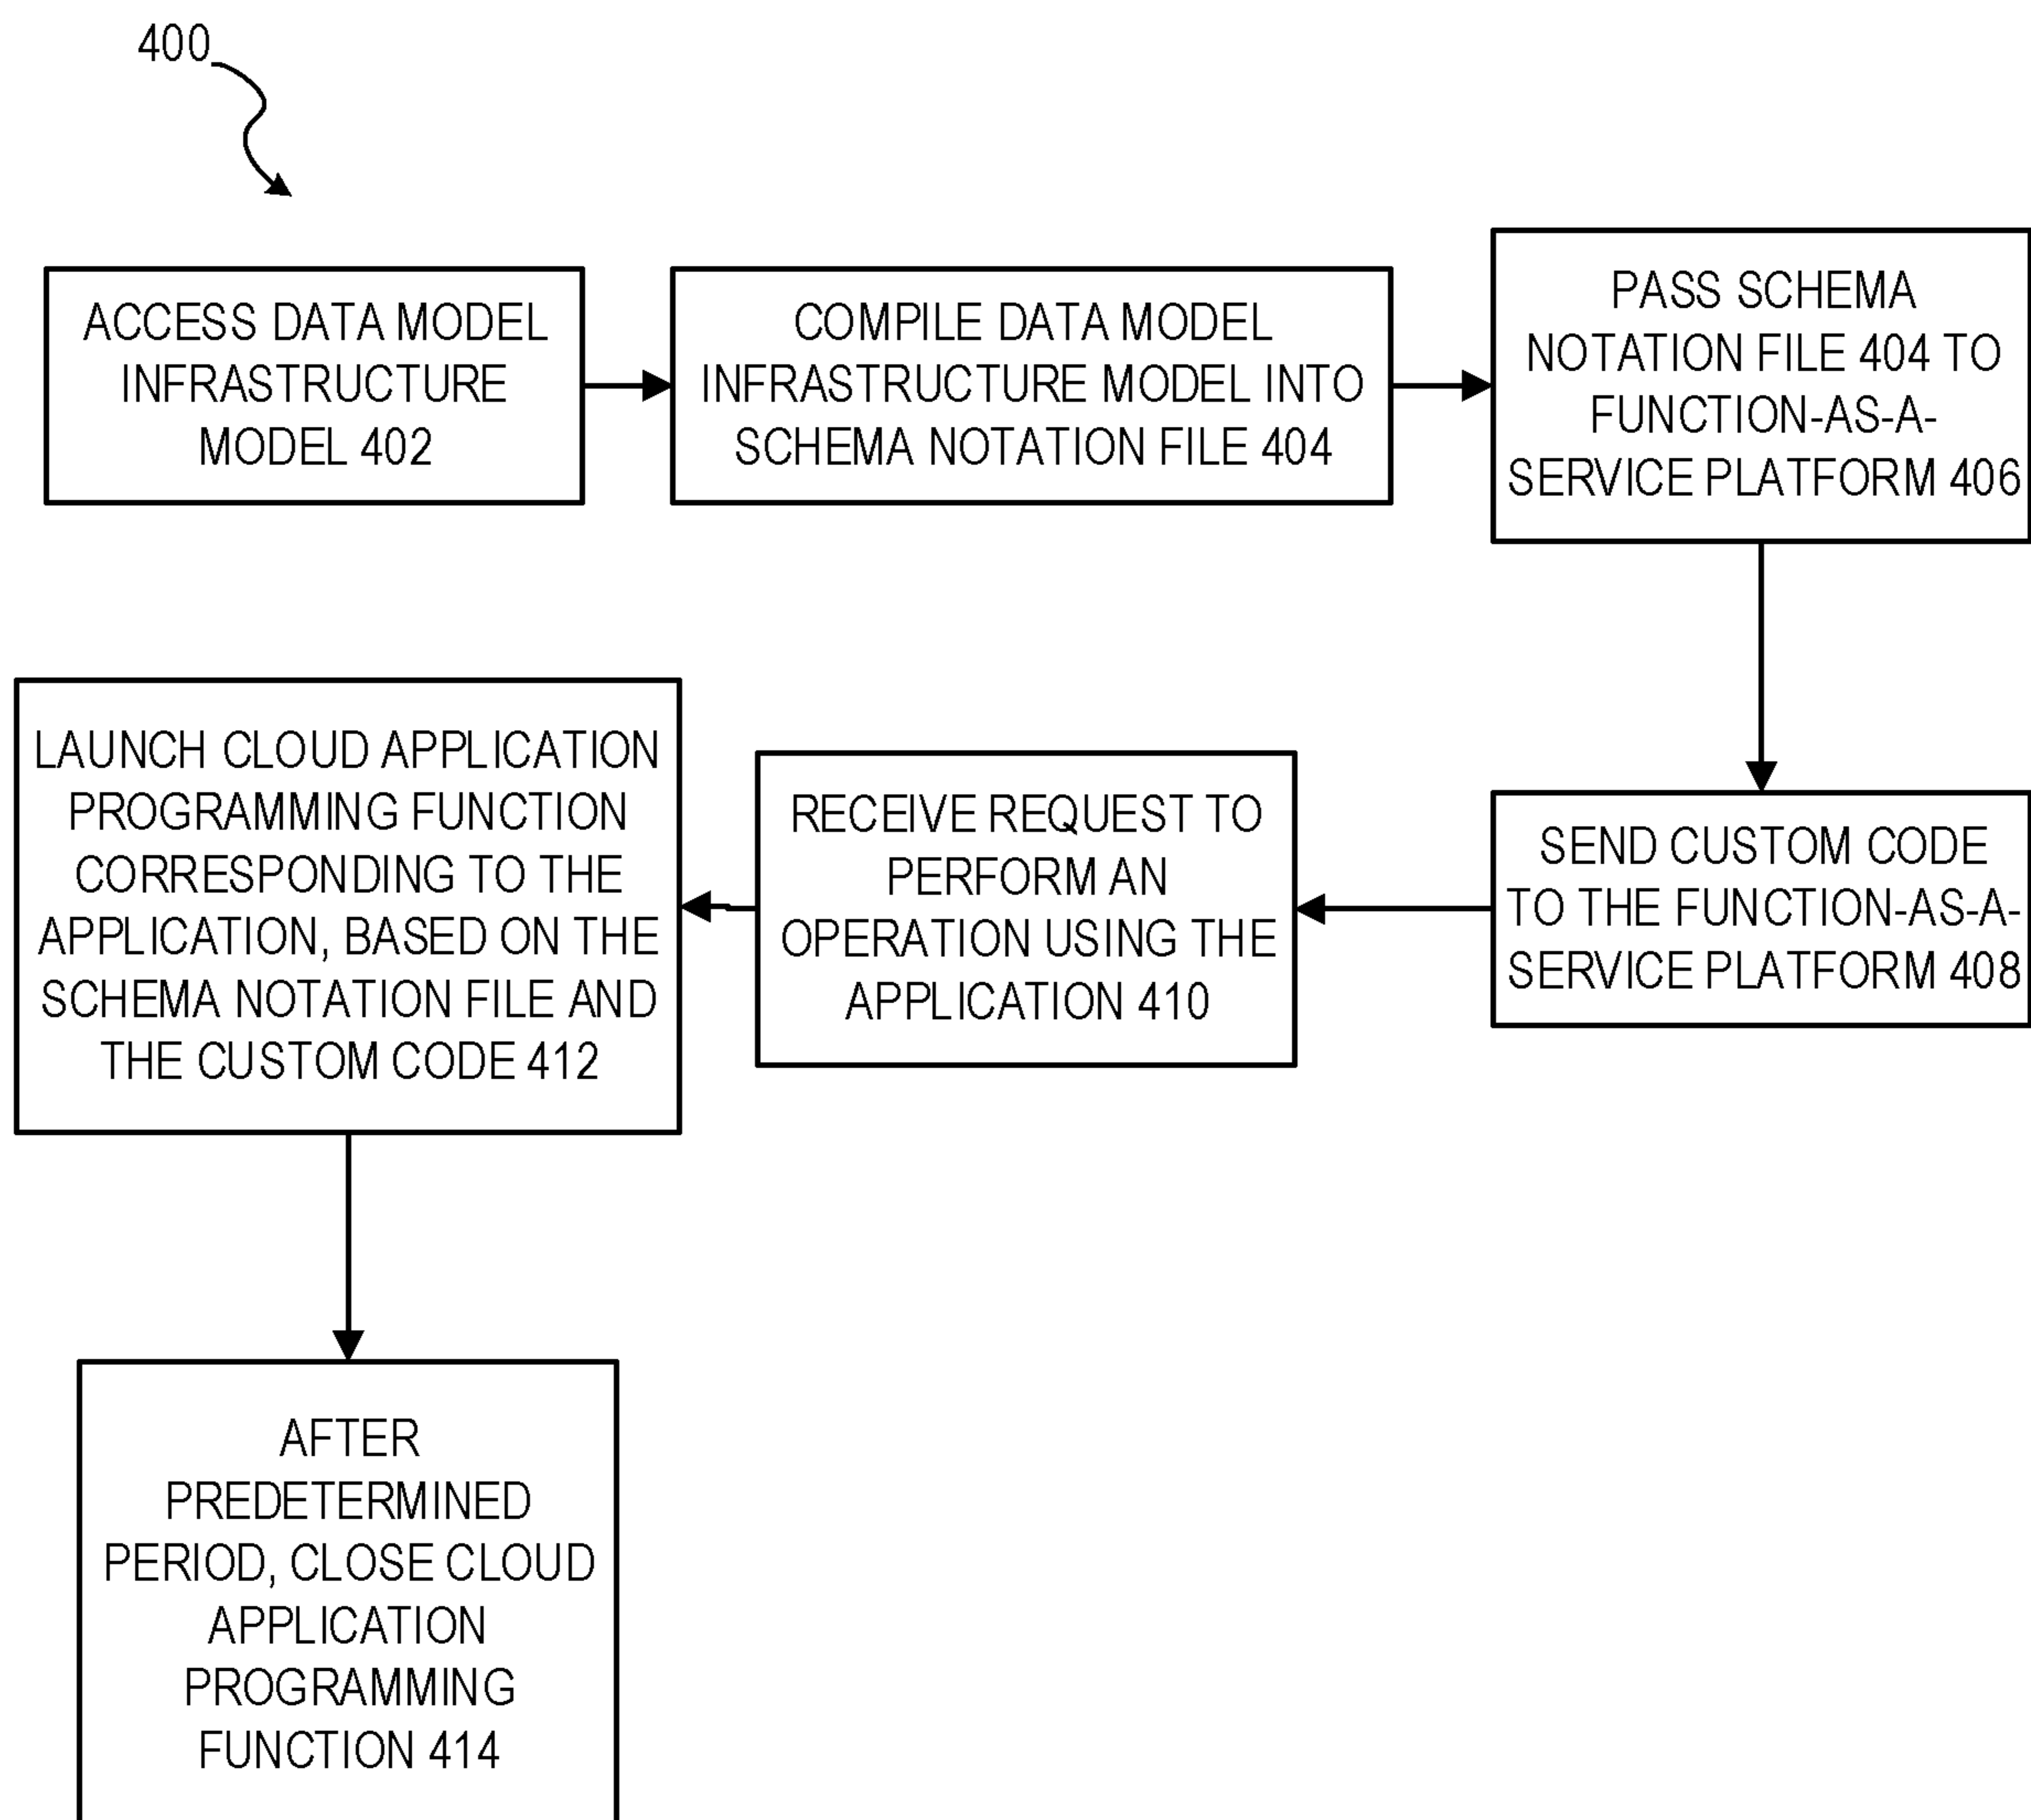 400
ACCESS DATA MODEL
INFRASTRUCTURE
MODEL 402
COMPILE DATA MODEL
INFRASTRUCTURE MODEL INTO
SCHEMA NOTATION FILE 404
PASS SCHEMA
NOTATION FILE 404 TO
FUNCTION-AS-A-
SERVICE PLATFORM 406
SEND CUSTOM CODE
TO THE FUNCTION-AS-A-
SERVICE PLATFORM 408
RECEIVE REQUEST TO
PERFORM AN
OPERATION USING THE
APPLICATION 410
LAUNCH CLOUD APPLICATION
PROGRAMMING FUNCTION
CORRESPONDING TO THE
APPLICATION, BASED ON THE
SCHEMA NOTATION FILE AND
THE CUSTOM CODE 412
AFTER
PREDETERMINED
PERIOD, CLOSE CLOUD
APPLICATION
PROGRAMMING
FUNCTION 414